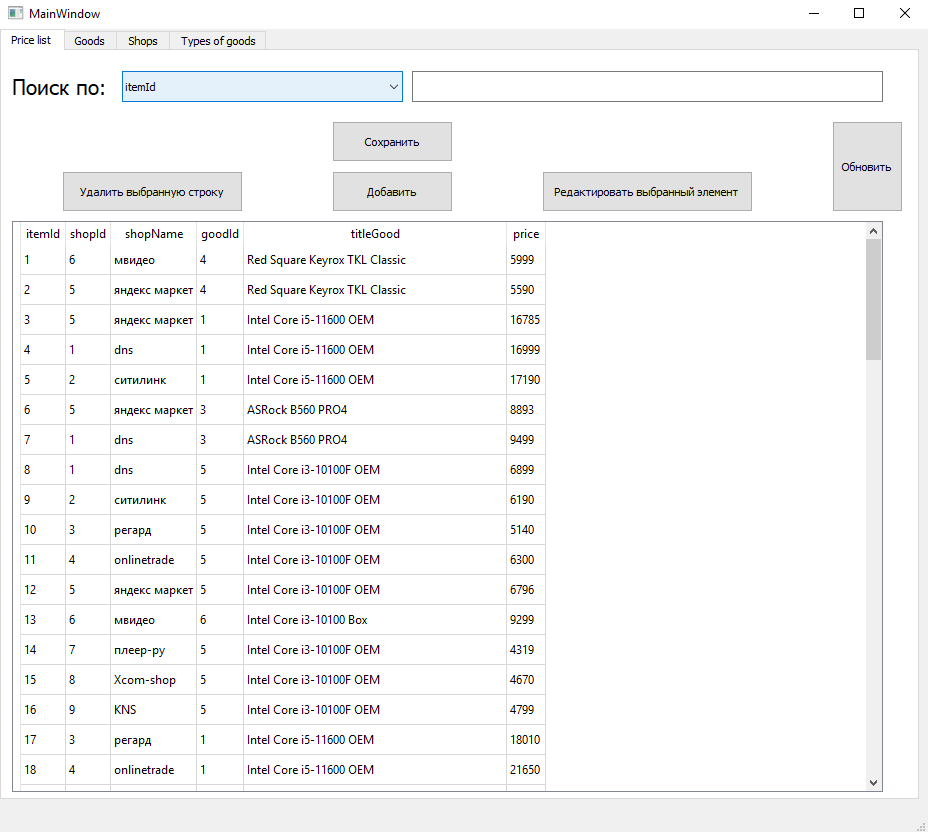 MainWindow
Price list Goods Shops Types of goods
Поиск по: itemId
Сохранить
Обновить
Удалить выбранную строку Добавить Редактировать выбранный элемент
itemId shopId shopName goodId titleGood price
1 6 мвидео 4 Red Square Keyrox TKL Classic 5999
2 5 яндекс маркет 4 Red Square Keyrox TKL Classic 5590
3 5 яндекс маркет 1 Intel Core i5-11600 OEM 16785
4 1 dns 1 Intel Core i5-11600 OEM 16999
5 2 ситилинк 1 Intel Core i5-11600 OEM 17190
6 5 яндекс маркет 3 ASRock B560 PRO4 8893
7 1 dns 3 ASRock B560 PRO4 9499
8 1 dns 5 Intel Core i3-10100F OEM 6899
9 2 ситилинк 5 Intel Core i3-10100F OEM 6190
10 3 регард 5 Intel Core i3-10100F OEM 5140
11 4 onlinetrade 5 Intel Core i3-10100F OEM 6300
12 5 яндекс маркет 5 Intel Core i3-10100F OEM 6796
13 6 мвидео 6 Intel Core i3-10100 Box 9299
14 7 плеер-ру 5 Intel Core i3-10100F OEM 4319
15 8 Xcom-shop 5 Intel Core i3-10100F OEM 4670
16 9 KNS 5 Intel Core i3-10100F OEM 4799
17 3 регард 1 Intel Core i5-11600 OEM 18010
18 4 onlinetrade 1 Intel Core i5-11600 OEM 21650